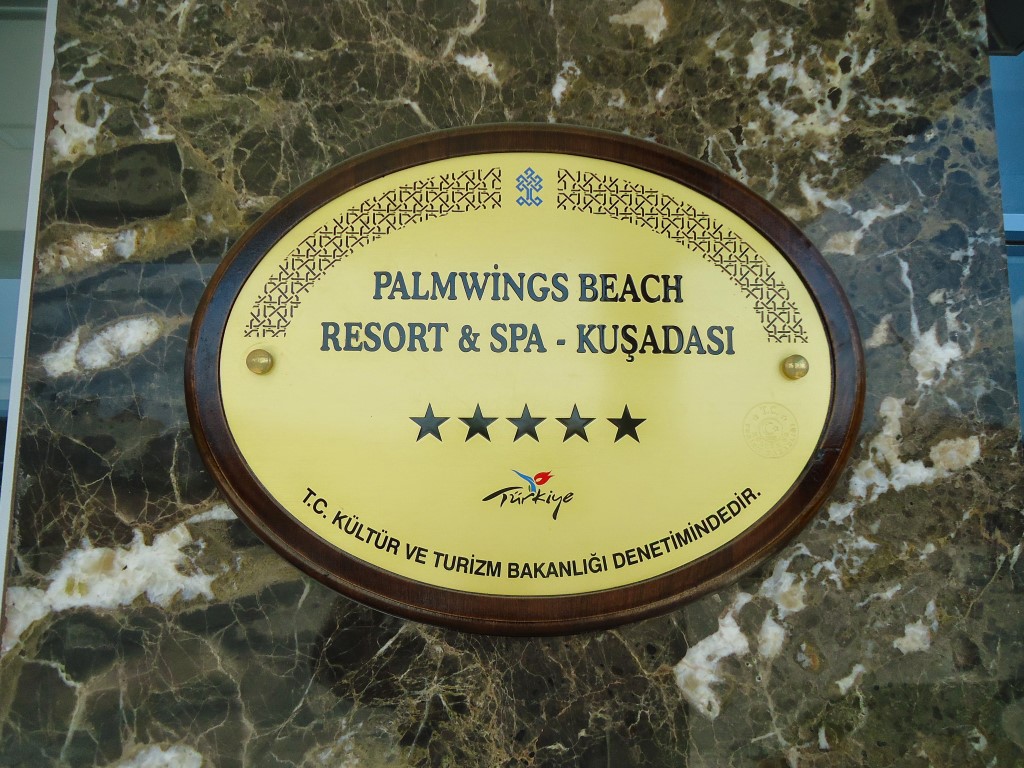 PALMWİNGS BEACH
RESORT & SPA - KUŞADASI
Türkiye
T.C. KÜLTÜR VE TURİZM BAKANLIĞI DENETİMİNDEDİR.